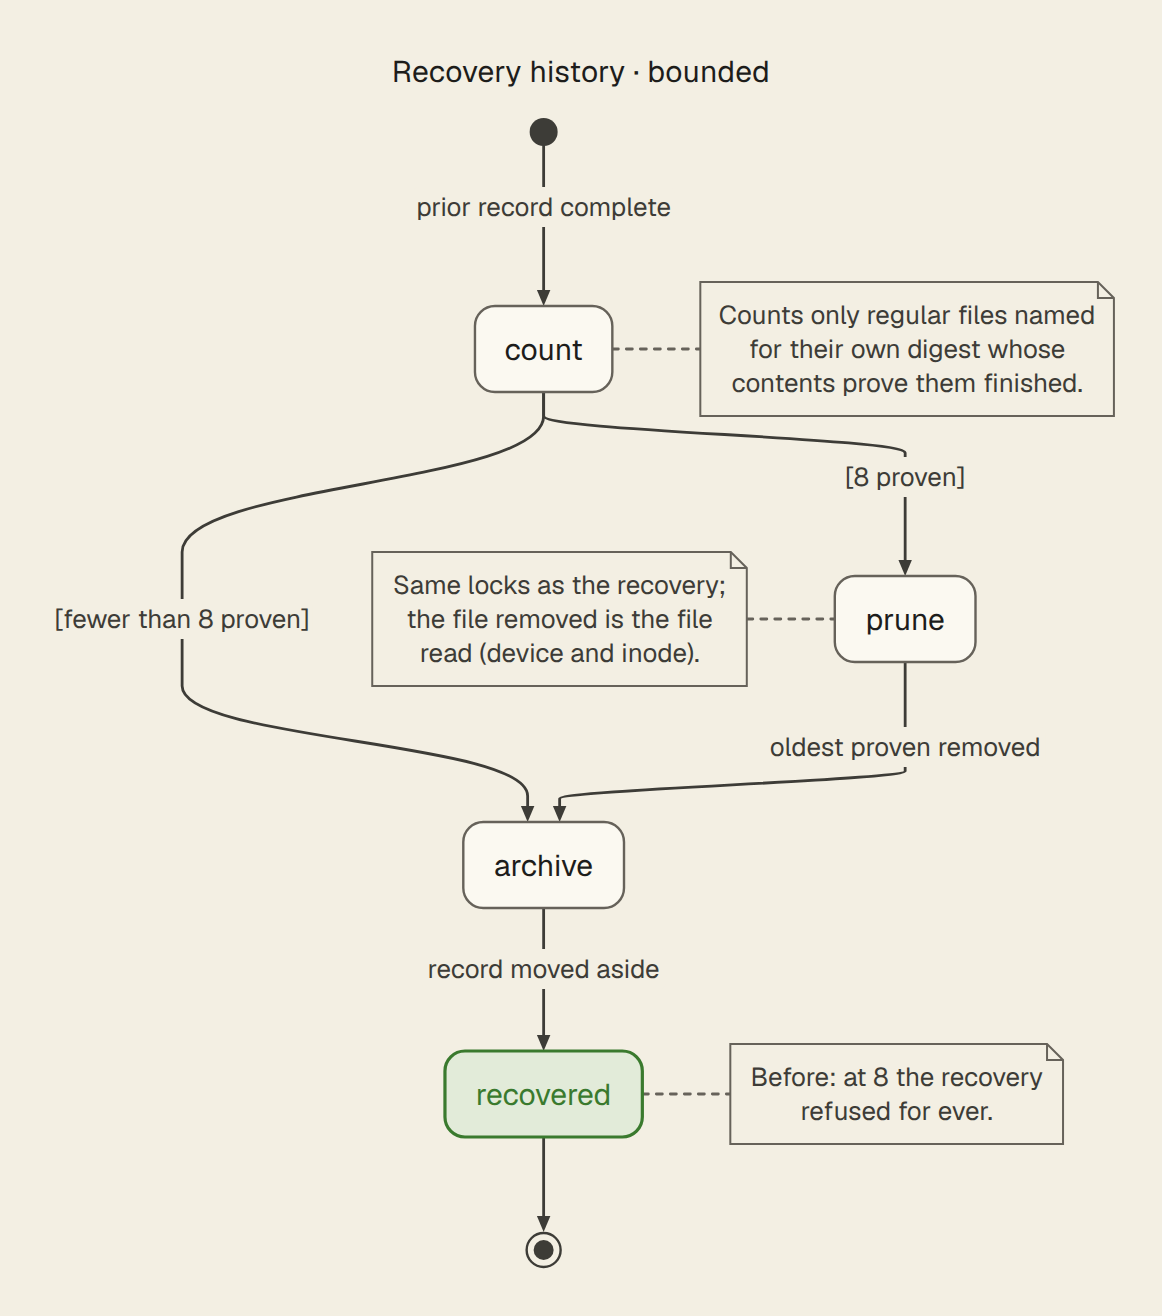 Recovery history · bounded
prior record complete
count
Counts only regular files named
for their own digest whose
contents prove them finished.
[8 proven]
[fewer than 8 proven]
Same locks as the recovery;
the file removed is the file
read (device and inode).
prune
oldest proven removed
archive
record moved aside
recovered
Before: at 8 the recovery
refused for ever.